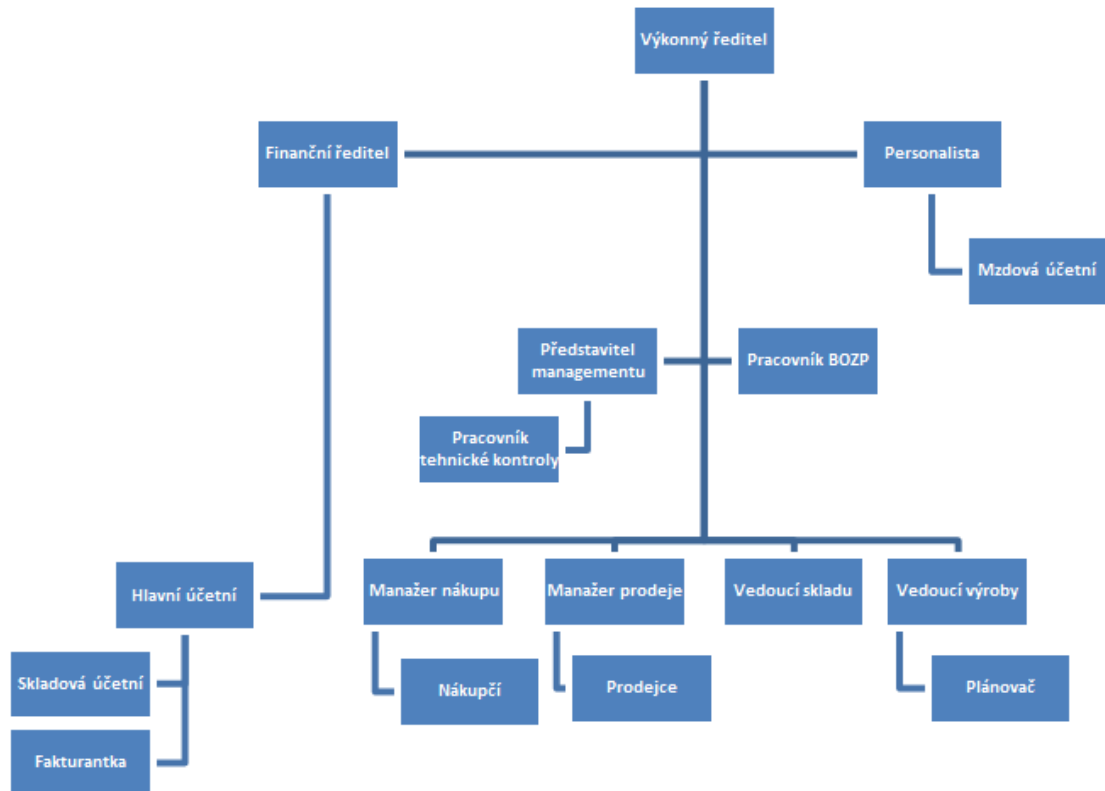 Výkonný ředitel
Finanční ředitel
Personalista
Mzdová účetní
Představitel
managementu
Pracovník BOZP
Pracovník
tehnické kontroly
Hlavní účetní
Manažer nákupu
Manažer prodeje
Vedoucí skladu
Vedoucí výroby
Skladová účetní
Nákupčí
Prodejce
Plánovač
Fakturantka